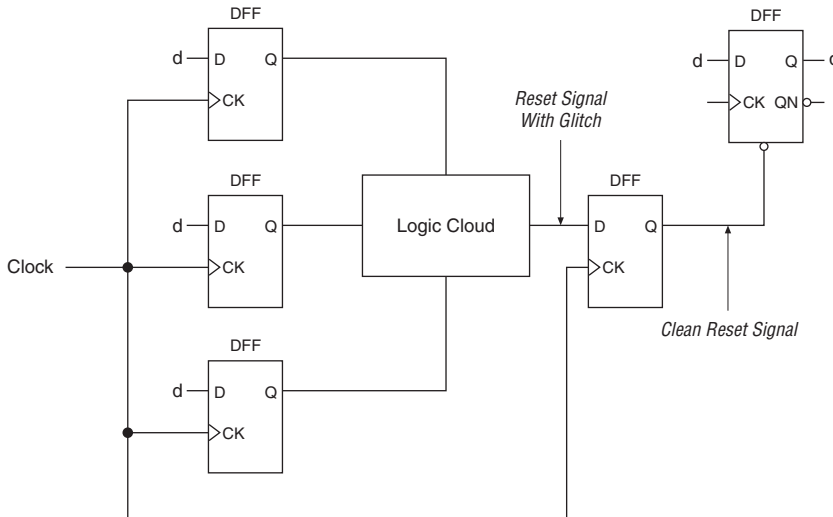 DFF
d
D
Q
CK
DFF
d
D
Q
CK
DFF
d
D
Q
CK
Clock
Logic Cloud
Reset Signal
With Glitch
DFF
D
Q
CK
Clean Reset Signal
DFF
d
D
Q
CK
QN